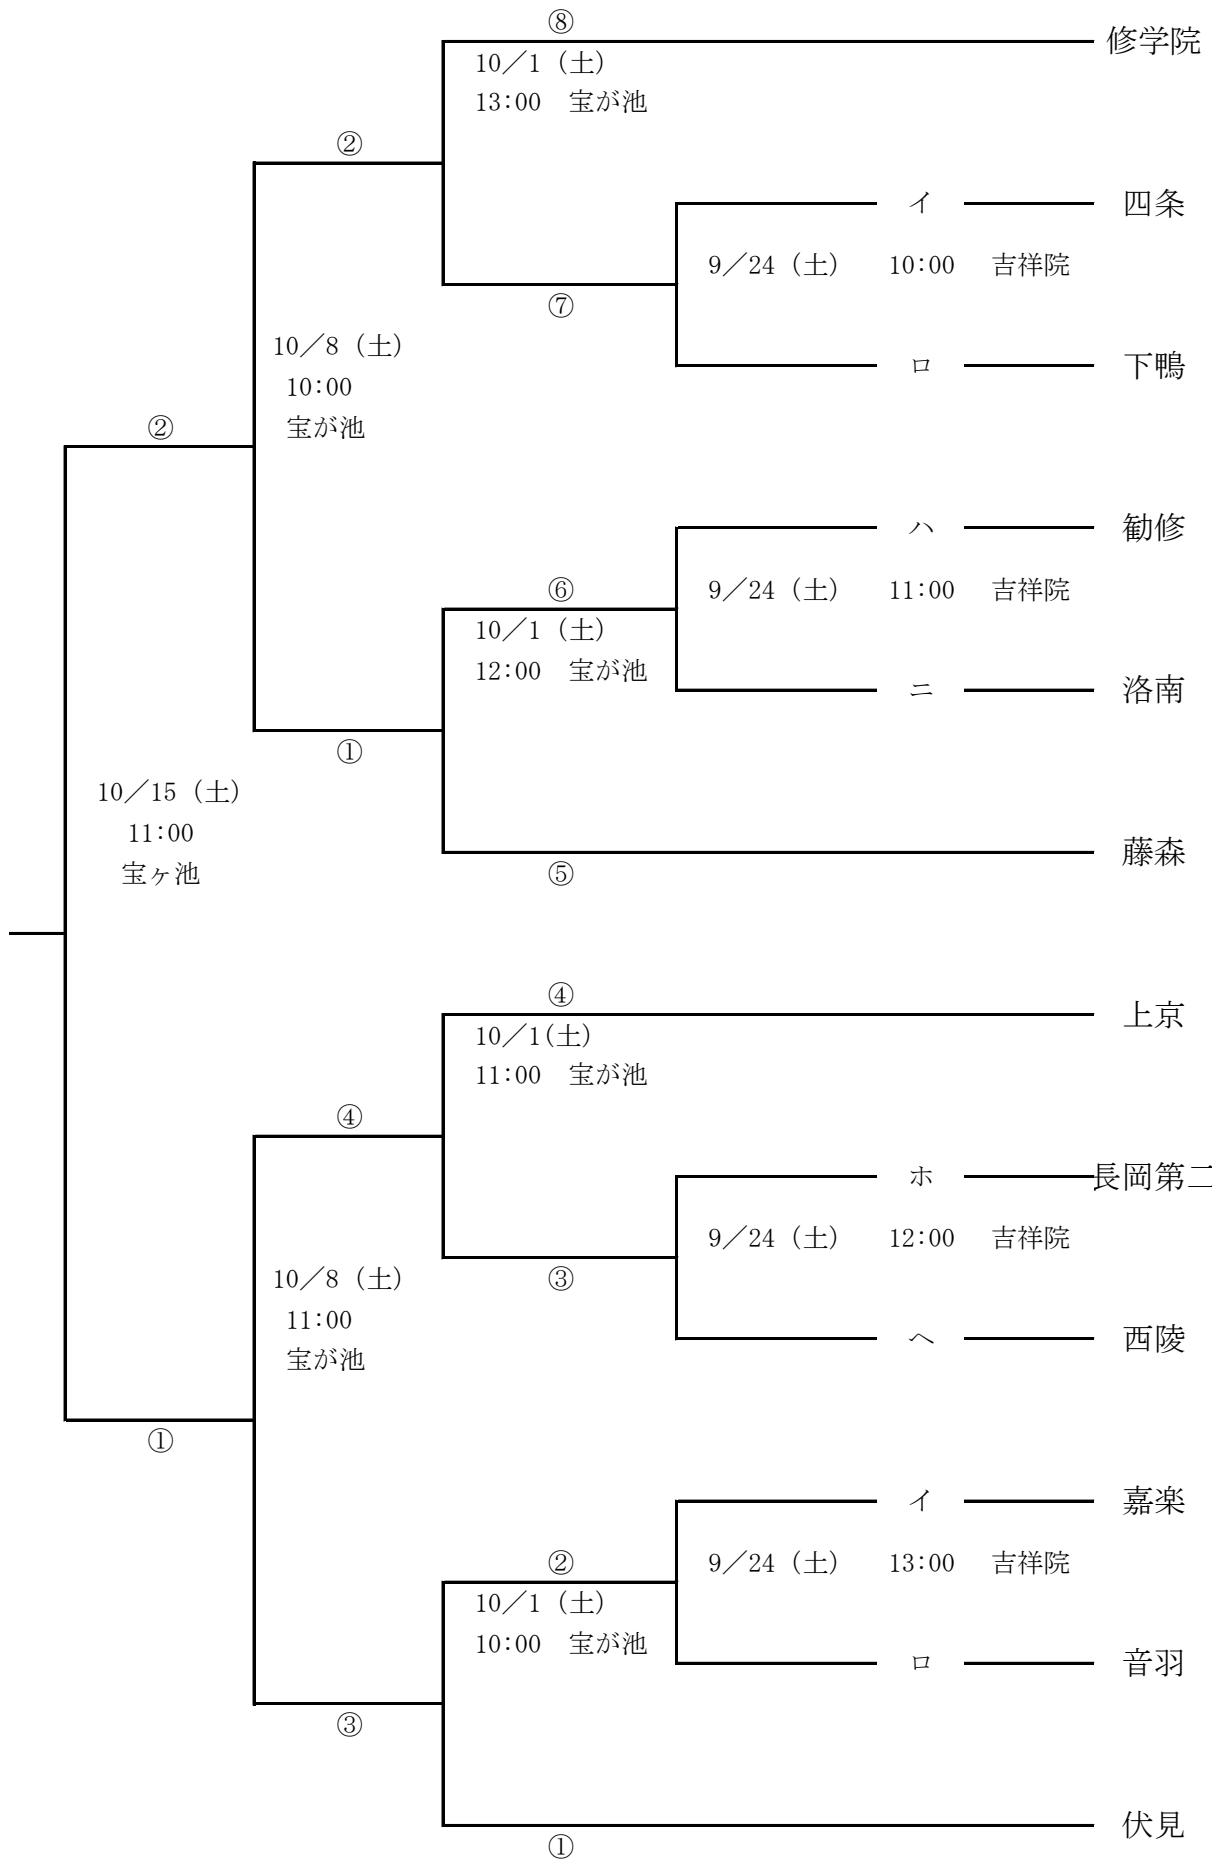 ⑧
修学院
10／1（土）
13:00　宝が池
②
イ
四条
9／24（土）　10:00　吉祥院
⑦
10／8（土）
10:00
宝が池
ロ
下鴨
②
ハ
勧修
⑥
9／24（土）　11:00　吉祥院
10／1（土）
12:00　宝が池
ニ
洛南
①
10／15（土）
11:00
宝ヶ池
藤森
⑤
④
上京
10／1(土）
11:00　宝が池
④
ホ
長岡第二
9／24（土）　12:00　吉祥院
③
10／8（土）
11:00
宝が池
ヘ
西陵
①
イ
嘉楽
②
9／24（土）　13:00　吉祥院
10／1（土）
10:00　宝が池
ロ
音羽
③
伏見
①